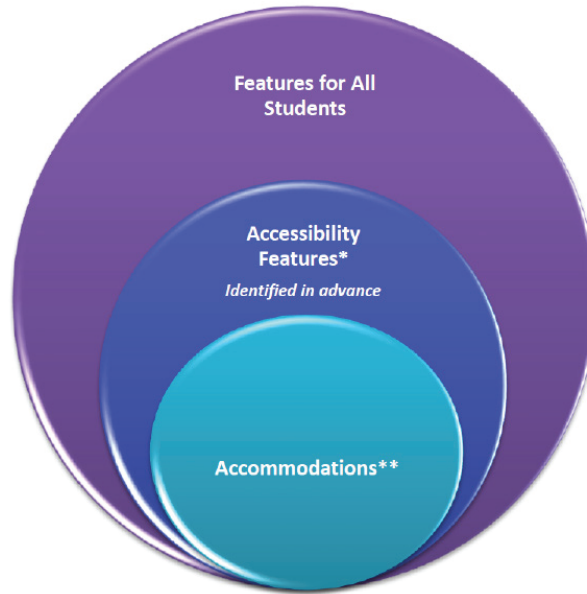 Features for All
Students
Accessibility
Features*
Identified in advance
Accommodations**